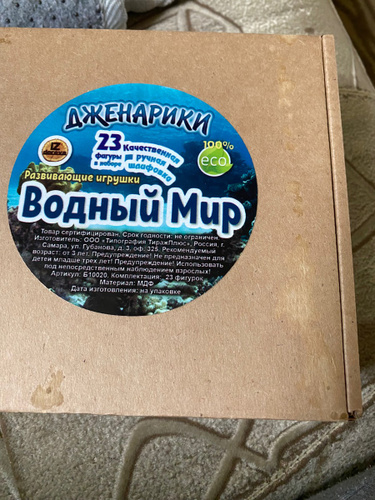 ДЖЕНАРИКИ
23
фигуры
в наборе
Качественная
ручная
шлифовка
100%
eco
Развивающие игрушки
Водный Мир
Товар сертифицирован. Срок годности: не ограничен.
Изготовитель: ООО «Типография ТиражПлюс», Россия, г.
Самара, ул. Губанова, д. 3, оф. 326. Рекомендуемый
возраст: от 3 лет. Предупреждение! Не предназначен для
детей младше трех лет! Предупреждение! Использовать
под непосредственным наблюдением взрослых!
Артикул: Б10020. Комплектация: 23 фигурок
Материал: МДФ
Дата изготовления: на упаковке